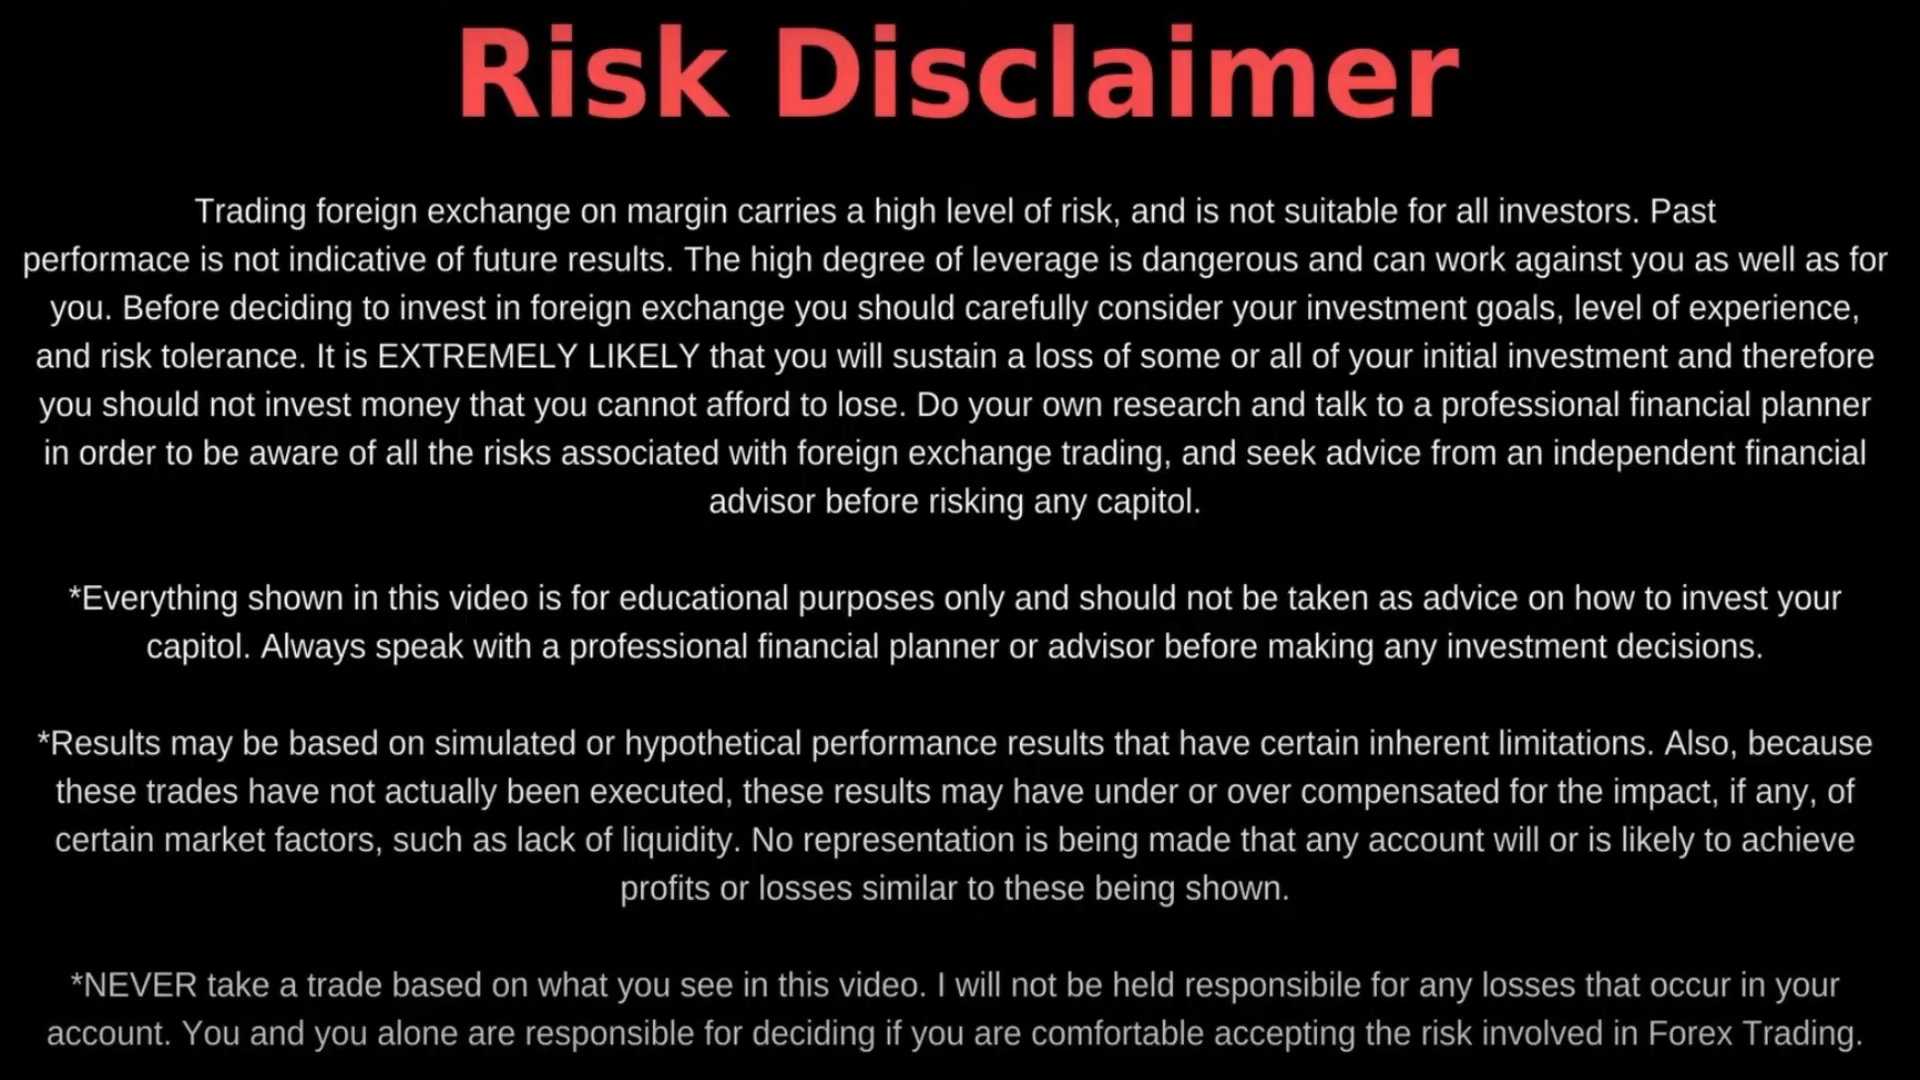 Risk Disclaimer
Trading foreign exchange on margin carries a high level of risk, and is not suitable for all investors. Past
performace is not indicative of future results. The high degree of leverage is dangerous and can work against you as well as for
you. Before deciding to invest in foreign exchange you should carefully consider your investment goals, level of experience,
and risk tolerance. It is EXTREMELY LIKELY that you will sustain a loss of some or all of your initial investment and therefore
you should not invest money that you cannot afford to lose. Do your own research and talk to a professional financial planner
in order to be aware of all the risks associated with foreign exchange trading, and seek advice from an independent financial
advisor before risking any capitol.
*Everything shown in this video is for educational purposes only and should not be taken as advice on how to invest your
capitol. Always speak with a professional financial planner or advisor before making any investment decisions.
*Results may be based on simulated or hypothetical performance results that have certain inherent limitations. Also, because
these trades have not actually been executed, these results may have under or over compensated for the impact, if any, of
certain market factors, such as lack of liquidity. No representation is being made that any account will or is likely to achieve
profits or losses similar to these being shown.
*NEVER take a trade based on what you see in this video. I will not be held responsibile for any losses that occur in your
account. You and you alone are responsible for deciding if you are comfortable accepting the risk involved in Forex Trading.